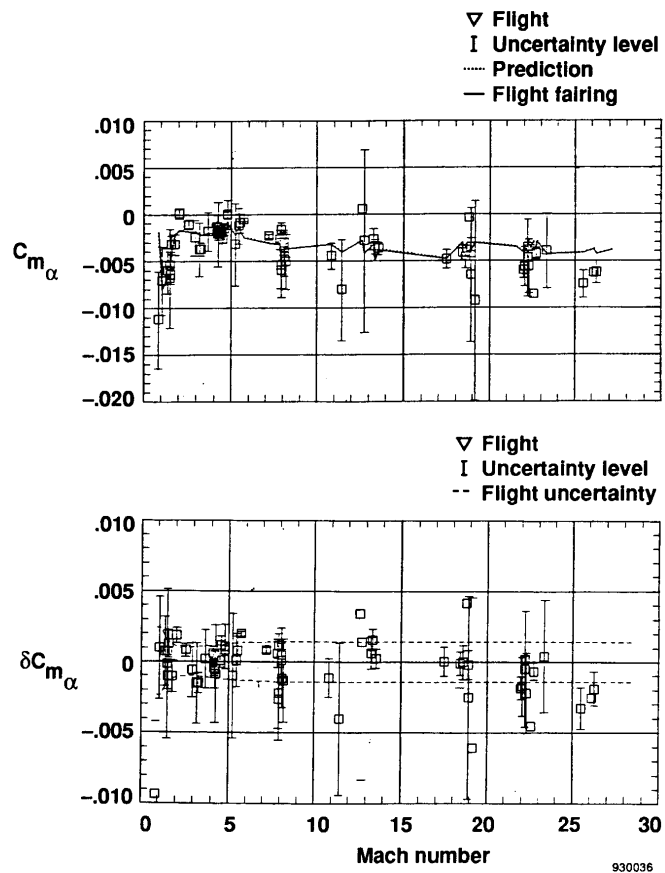 Flight
Uncertainty level
Prediction
Flight fairing
.010
.005
0
−.005
−.010
−.015
−.020
Cmα
Flight
Uncertainty level
Flight uncertainty
.010
.005
0
−.005
−.010
δCmα
0 5 10 15 20 25 30
Mach number
930036